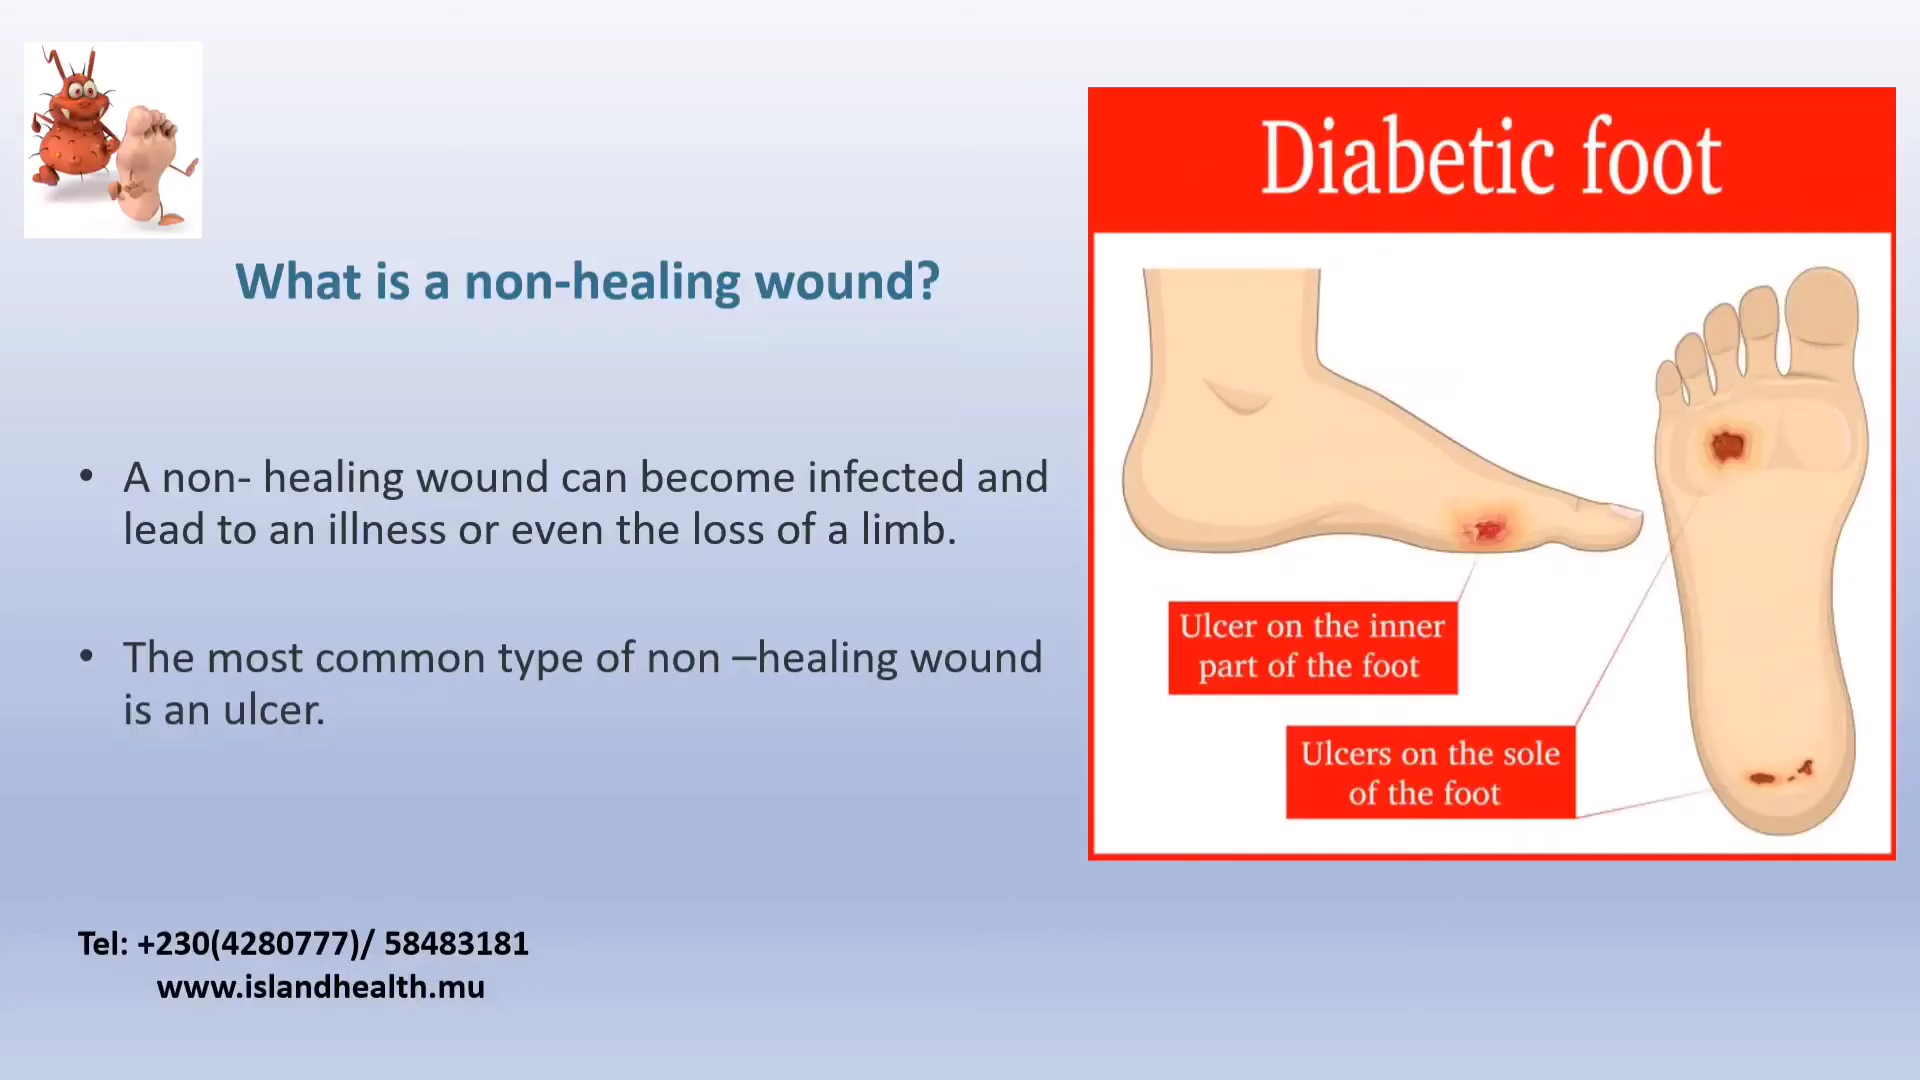 What is a non-healing wound?
• A non- healing wound can become infected and
lead to an illness or even the loss of a limb.
• The most common type of non –healing wound
is an ulcer.
Tel: +230(4280777)/ 58483181
www.islandhealth.mu
Diabetic foot
Ulcer on the inner
part of the foot
Ulcers on the sole
of the foot